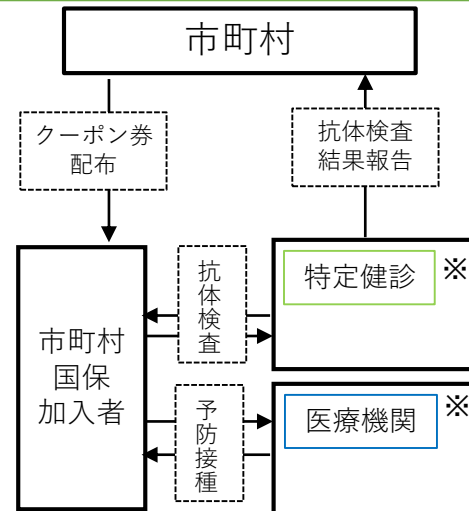 市町村
クーポン券
配布
抗体検査
結果報告
市町村
国保
加入者
抗体検査
特定健診
※
予防接種
医療機関
※